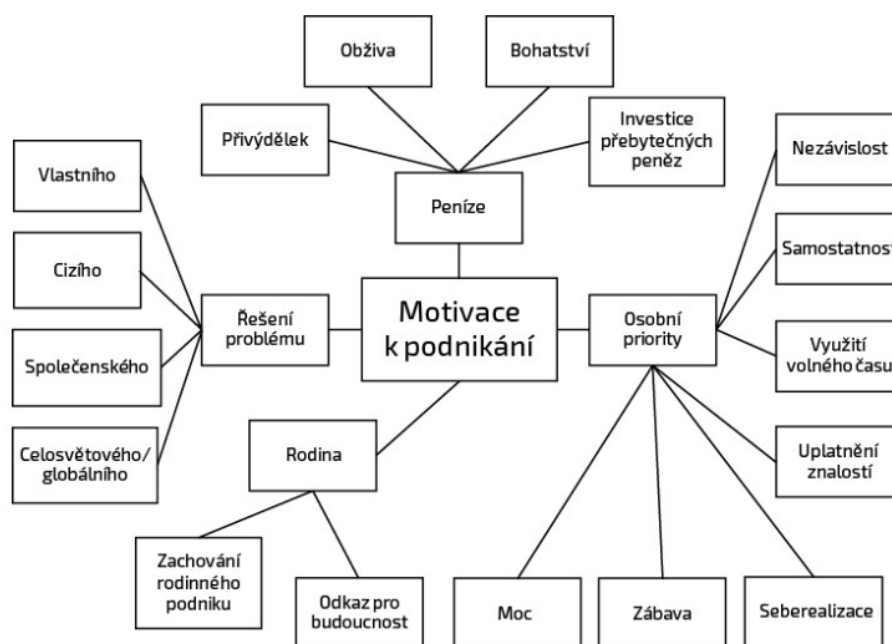 Obživa
Bohatství
Přivýdělek
Investice
přebytečných
peněz
Peníze
Vlastního
Cizího
Společenského
Celosvětového/
globálního
Řešení
problému
Motivace
k podnikání
Osobní
priority
Nezávislost
Samostatnost
Využití
volného času
Uplatnění
znalostí
Rodina
Zachování
rodinného
podniku
Odkaz pro
budoucnost
Moc
Zábava
Seberealizace